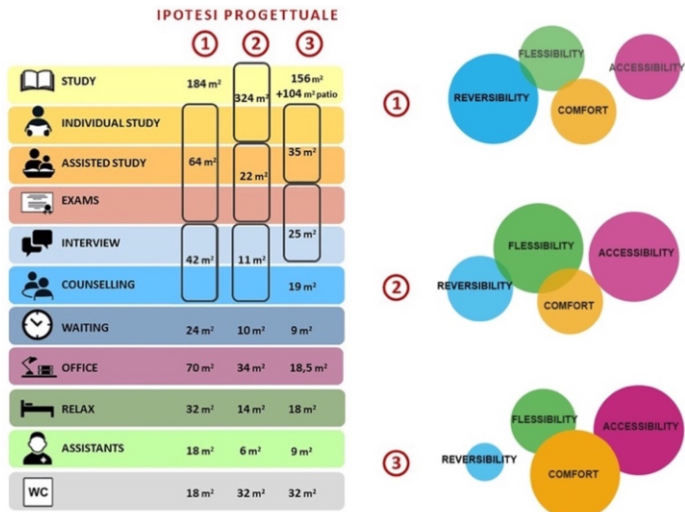 IPOTESI PROGETTUALE
1 2 3
STUDY 184 m² 324 m² 156 m²
+104 m² patio
INDIVIDUAL STUDY
ASSISTED STUDY 64 m² 22 m² 35 m²
EXAMS
INTERVIEW 42 m² 11 m² 25 m²
COUNSELLING 19 m²
WAITING 24 m² 10 m² 9 m²
OFFICE 70 m² 34 m² 18,5 m²
RELAX 32 m² 14 m² 18 m²
ASSISTANTS 18 m² 6 m² 9 m²
WC 18 m² 32 m² 32 m²
1
FLESSIBILITY
ACCESSIBILITY
REVERSIBILITY
COMFORT
2
FLESSIBILITY
ACCESSIBILITY
REVERSIBILITY
COMFORT
3
FLESSIBILITY
ACCESSIBILITY
REVERSIBILITY
COMFORT